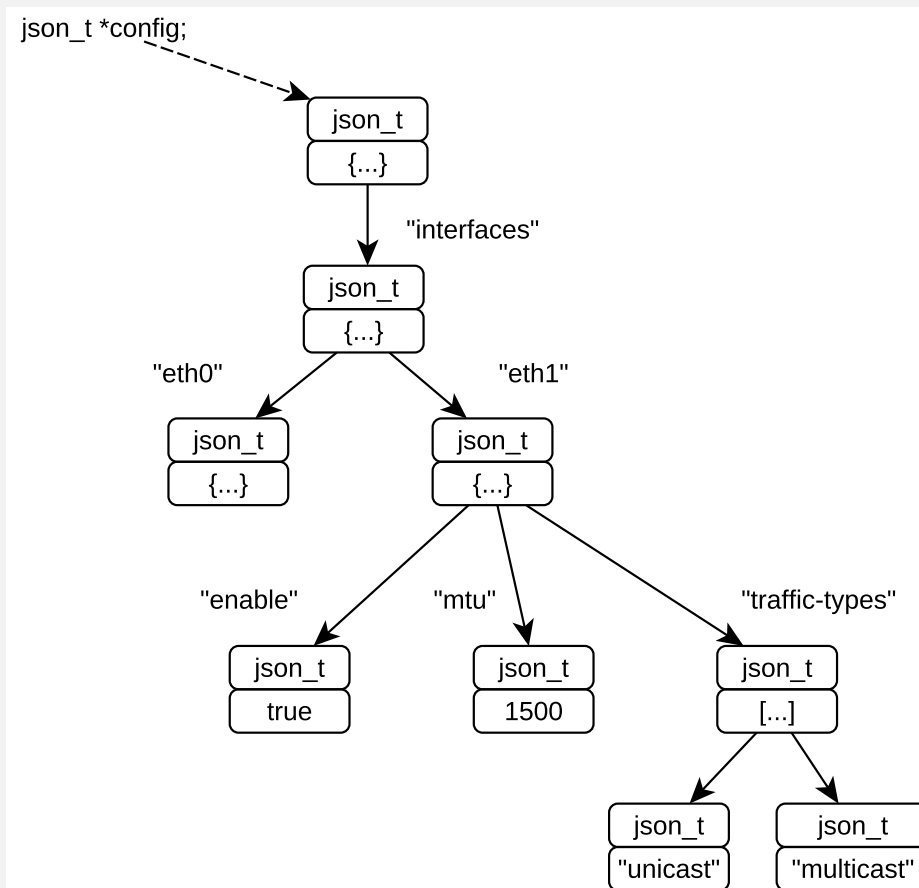 json_t *config;
json_t
{...}
"interfaces"
json_t
{...}
"eth0"
"eth1"
json_t
{...}
json_t
{...}
"enable"
"mtu"
"traffic-types"
json_t
true
json_t
1500
json_t
[...]
json_t
"unicast"
json_t
"multicast"